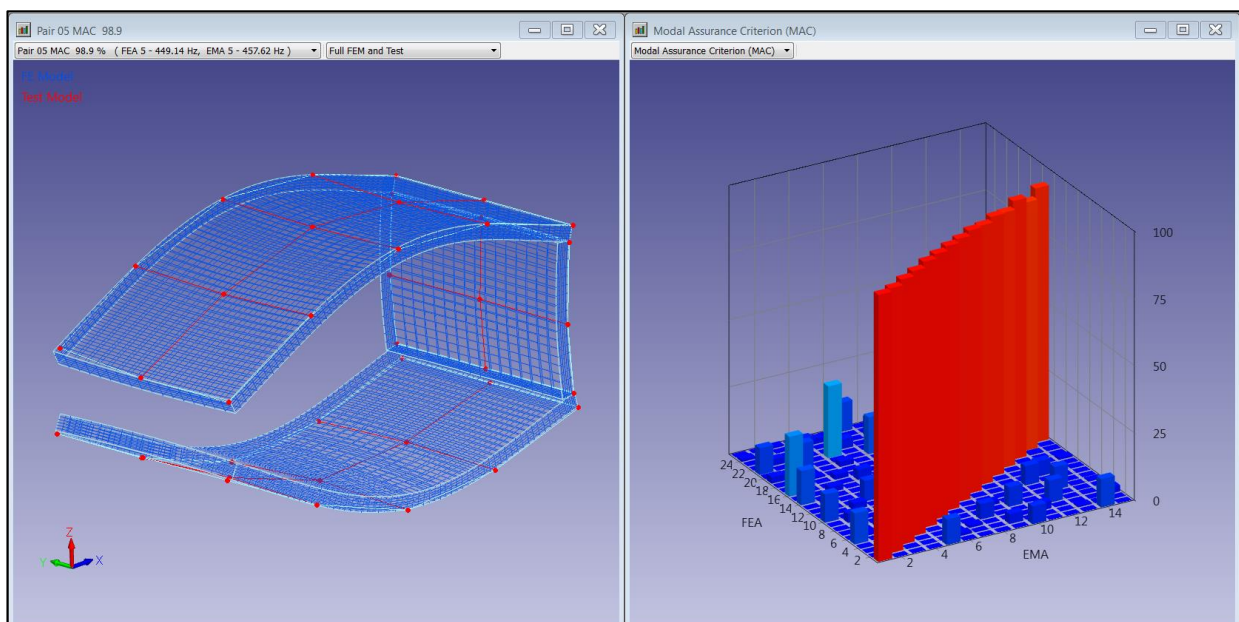 Pair 05 MAC 98.9
Pair 05 MAC 98.9 % ( FEA 5 - 449.14 Hz, EMA 5 - 457.62 Hz )
Full FEM and Test
FE Model
Test Model
Z
Y
X
Modal Assurance Criterion (MAC)
Modal Assurance Criterion (MAC)
100
75
50
25
0
24
22
20
18
16
14
12
10
8
6
4
2
FEA
2
4
6
8
10
12
14
EMA